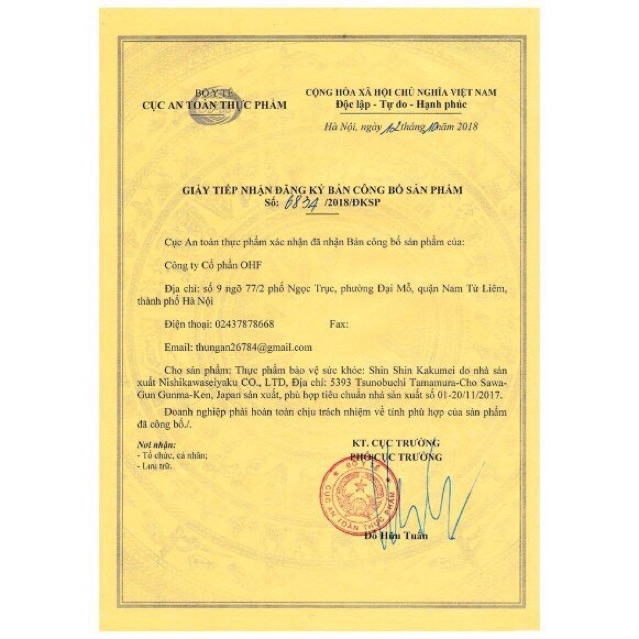 BỘ Y TẾ
CỤC AN TOÀN THỰC PHẨM
CỘNG HÒA XÃ HỘI CHỦ NGHĨA VIỆT NAM
Độc lập - Tự do - Hạnh phúc
Hà Nội, ngày 12 tháng 10 năm 2018
GIẤY TIẾP NHẬN ĐĂNG KÝ BẢN CÔNG BỐ SẢN PHẨM
Số: 6834 /2018/ĐKSP
Cục An toàn thực phẩm xác nhận đã nhận Bản công bố sản phẩm của:
Công ty Cổ phần OHF
Địa chỉ: số 9 ngõ 77/2 phố Ngọc Trục, phường Đại Mỗ, quận Nam Từ Liêm,
thành phố Hà Nội
Điện thoại: 02437878668 Fax:
Email: thungan26784@gmail.com
Cho sản phẩm: Thực phẩm bảo vệ sức khỏe: Shin Shin Kakumei do nhà sản
xuất Nishikawaseiyaku CO., LTD, Địa chỉ: 5393 Tsunobuchi Tamamura-Cho Sawa-
Gun Gunma-Ken, Japan sản xuất, phù hợp tiêu chuẩn nhà sản xuất số 01-20/11/2017.
Doanh nghiệp phải hoàn toàn chịu trách nhiệm về tính phù hợp của sản phẩm
đã công bố./.
Nơi nhận:
- Tổ chức, cá nhân;
- Lưu trữ.
KT. CỤC TRƯỞNG
PHÓ CỤC TRƯỞNG
BỘ Y TẾ
CỤC AN TOÀN THỰC PHẨM
Đỗ Hữu Tuấn